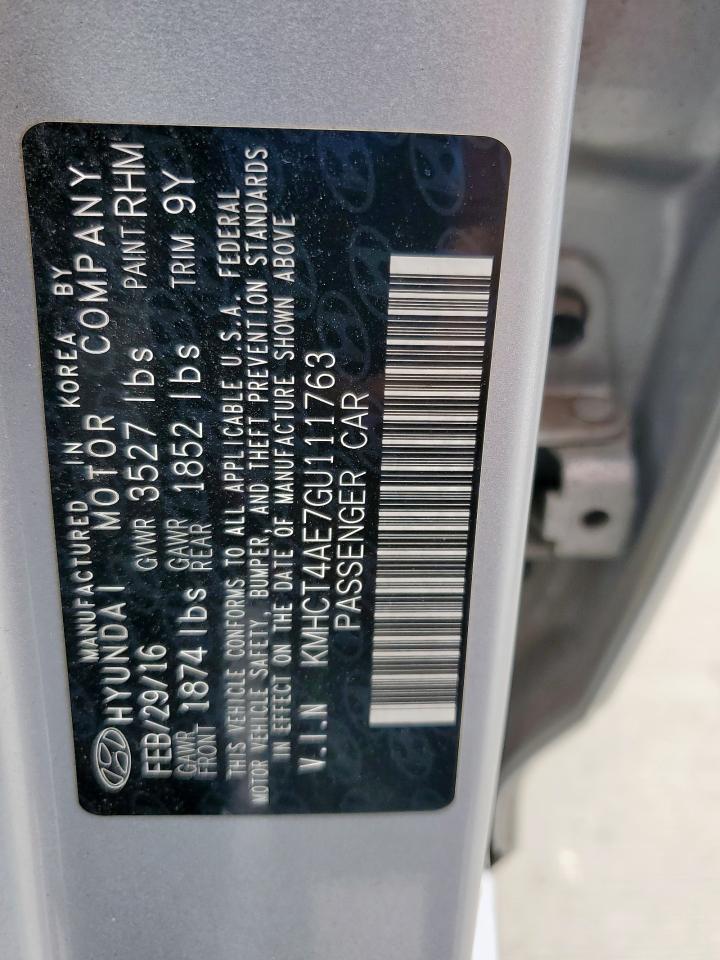 MANUFACTURED IN KOREA BY
HYUNDAI MOTOR COMPANY
FEB/29/16 GVWR 3527 lbs PAINT RHM
GAWR FRONT 1874 lbs GAWR REAR 1852 lbs TRIM 9Y
THIS VEHICLE CONFORMS TO ALL APPLICABLE U.S.A. FEDERAL
MOTOR VEHICLE SAFETY, BUMPER, AND THEFT PREVENTION STANDARDS
IN EFFECT ON THE DATE OF MANUFACTURE SHOWN ABOVE
V.I.N KMHCT4AE7GU111763
PASSENGER CAR